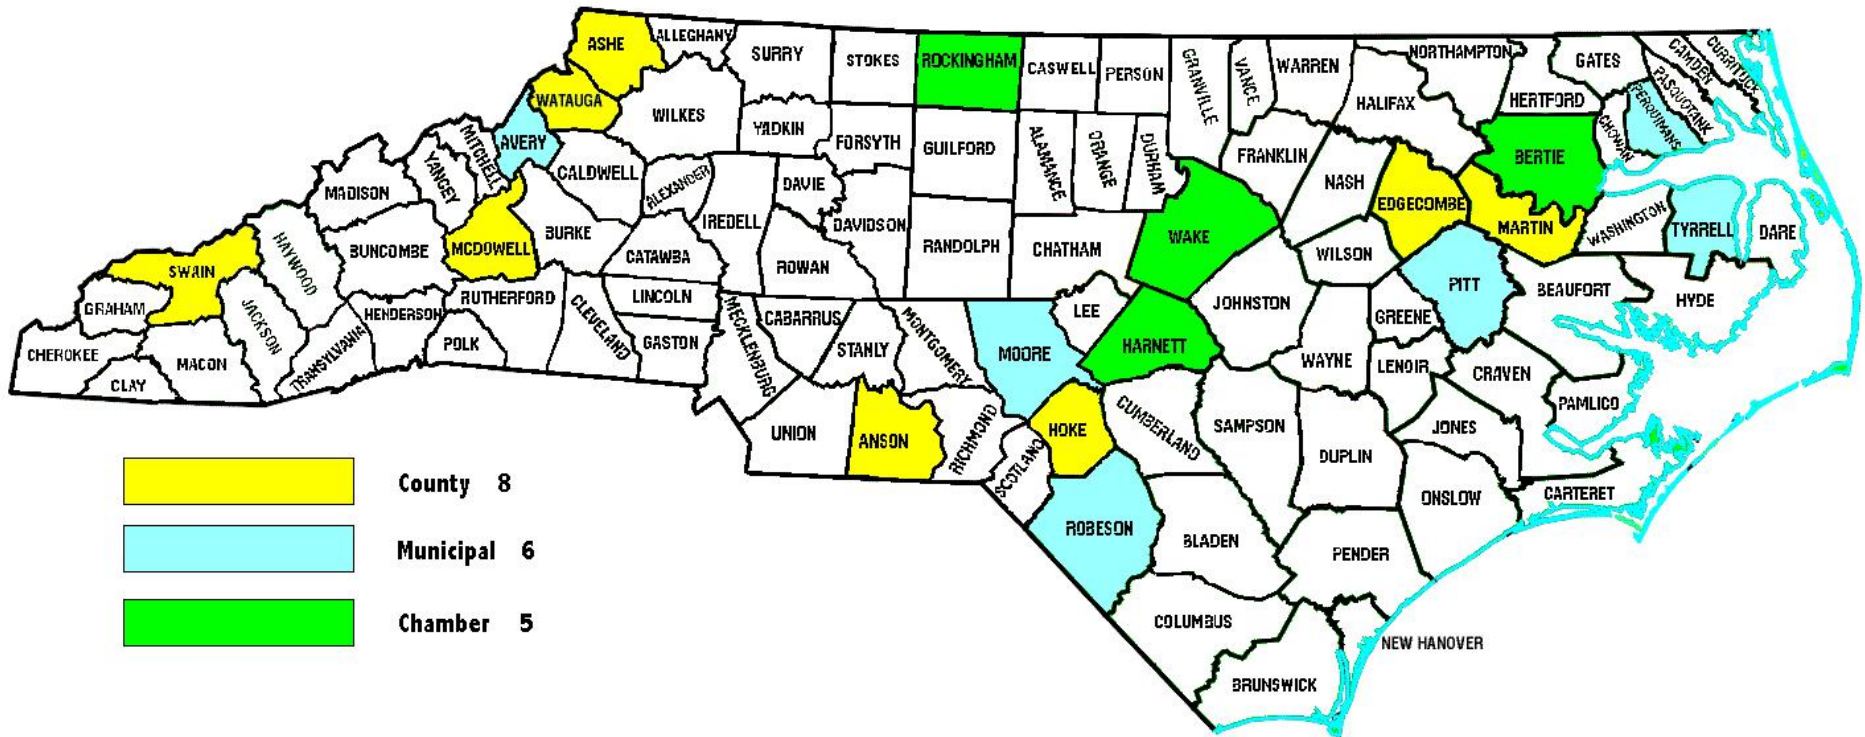 ASHE
ALLEGHANY
SURRY
STOKES
ROCKINGHAM
CASWELL
PERSON
GRANVILLE
VANCE
WARREN
NORTHAMPTON
GATES
CAMDEN
CURRITUCK
PASQUOTANK
PERQUIMANS
HERTFORD
HALIFAX
CHOWAN
WATAUGA
WILKES
YADKIN
FORSYTH
GUILFORD
ALAMANCE
ORANGE
DURHAM
FRANKLIN
NASH
EDGECOMBE
MARTIN
BERTIE
WASHINGTON
TYRRELL
DARE
AVERY
MITCHELL
YANCEY
MADISON
CALDWELL
ALEXANDER
IREDELL
DAVIE
DAVIDSON
RANDOLPH
CHATHAM
WAKE
WILSON
PITT
BEAUFORT
HYDE
HAYWOOD
BUNCOMBE
MCDOWELL
BURKE
CATAWBA
ROWAN
SWAIN
GRAHAM
JACKSON
HENDERSON
RUTHERFORD
CLEVELAND
LINCOLN
GASTON
MECKLENBURG
CABARRUS
STANLY
MONTGOMERY
MOORE
LEE
HARNETT
JOHNSTON
GREENE
WAYNE
LENOIR
CRAVEN
PAMLICO
CHEROKEE
CLAY
MACON
TRANSYLVANIA
POLK
UNION
ANSON
RICHMOND
SCOTLAND
HOKE
CUMBERLAND
SAMPSON
DUPLIN
JONES
ONSLOW
CARTERET
ROBESON
BLADEN
PENDER
COLUMBUS
NEW HANOVER
BRUNSWICK
County 8
Municipal 6
Chamber 5